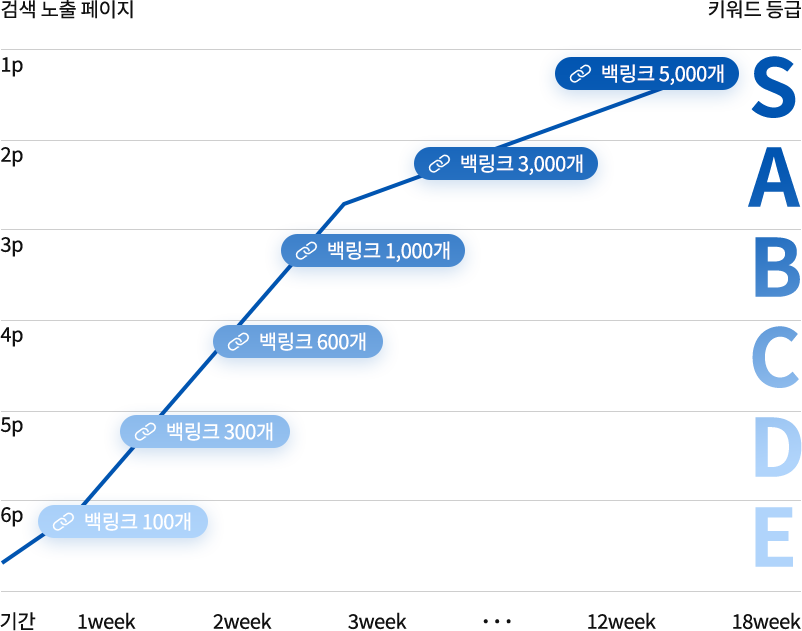 검색 노출 페이지 키워드 등급
1p 백링크 5,000개 S
2p 백링크 3,000개 A
3p 백링크 1,000개 B
4p 백링크 600개 C
5p 백링크 300개 D
6p 백링크 100개 E
기간 1week 2week 3week ··· 12week 18week